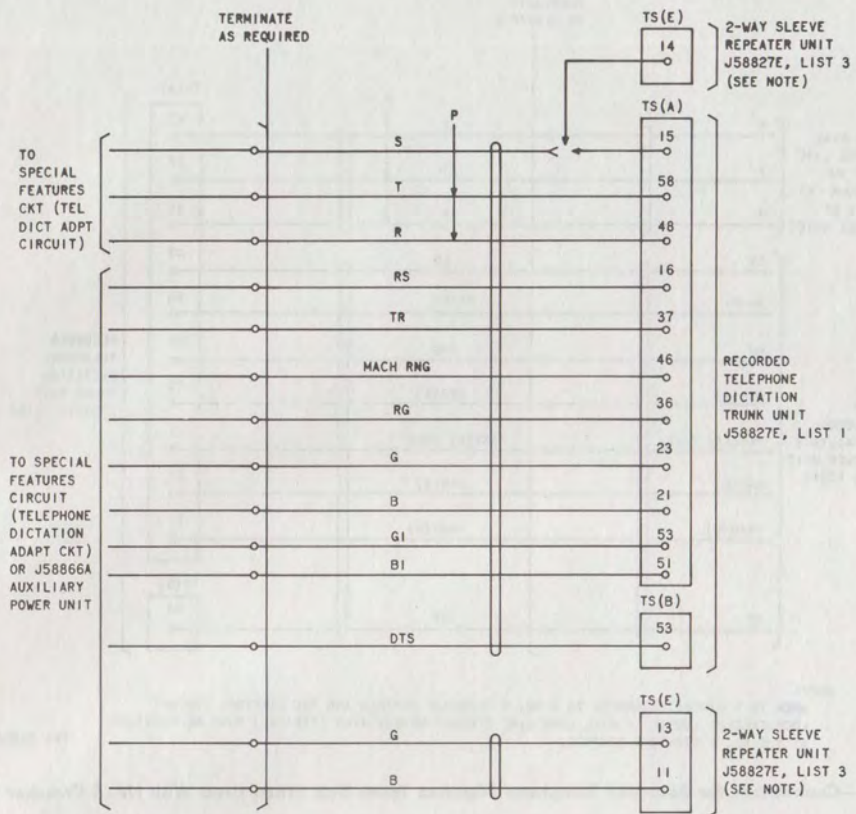 TERMINATE
AS REQUIRED
TS(E)
14
2-WAY SLEEVE
REPEATER UNIT
J58827E, LIST 3
(SEE NOTE)
TS(A)
P
S
15
TO
SPECIAL
FEATURES
CKT (TEL
DICT ADPT
CIRCUIT)
T
58
R
48
RS
16
TR
37
MACH RNG
46
RG
36
RECORDED
TELEPHONE
DICTATION
TRUNK UNIT
J58827E, LIST 1
G
23
B
21
G1
53
B1
51
TO SPECIAL
FEATURES
CIRCUIT
(TELEPHONE
DICTATION
ADAPT CKT)
OR J58866A
AUXILIARY
POWER UNIT
TS(B)
DTS
53
TS(E)
G
13
B
11
2-WAY SLEEVE
REPEATER UNIT
J58827E, LIST 3
(SEE NOTE)